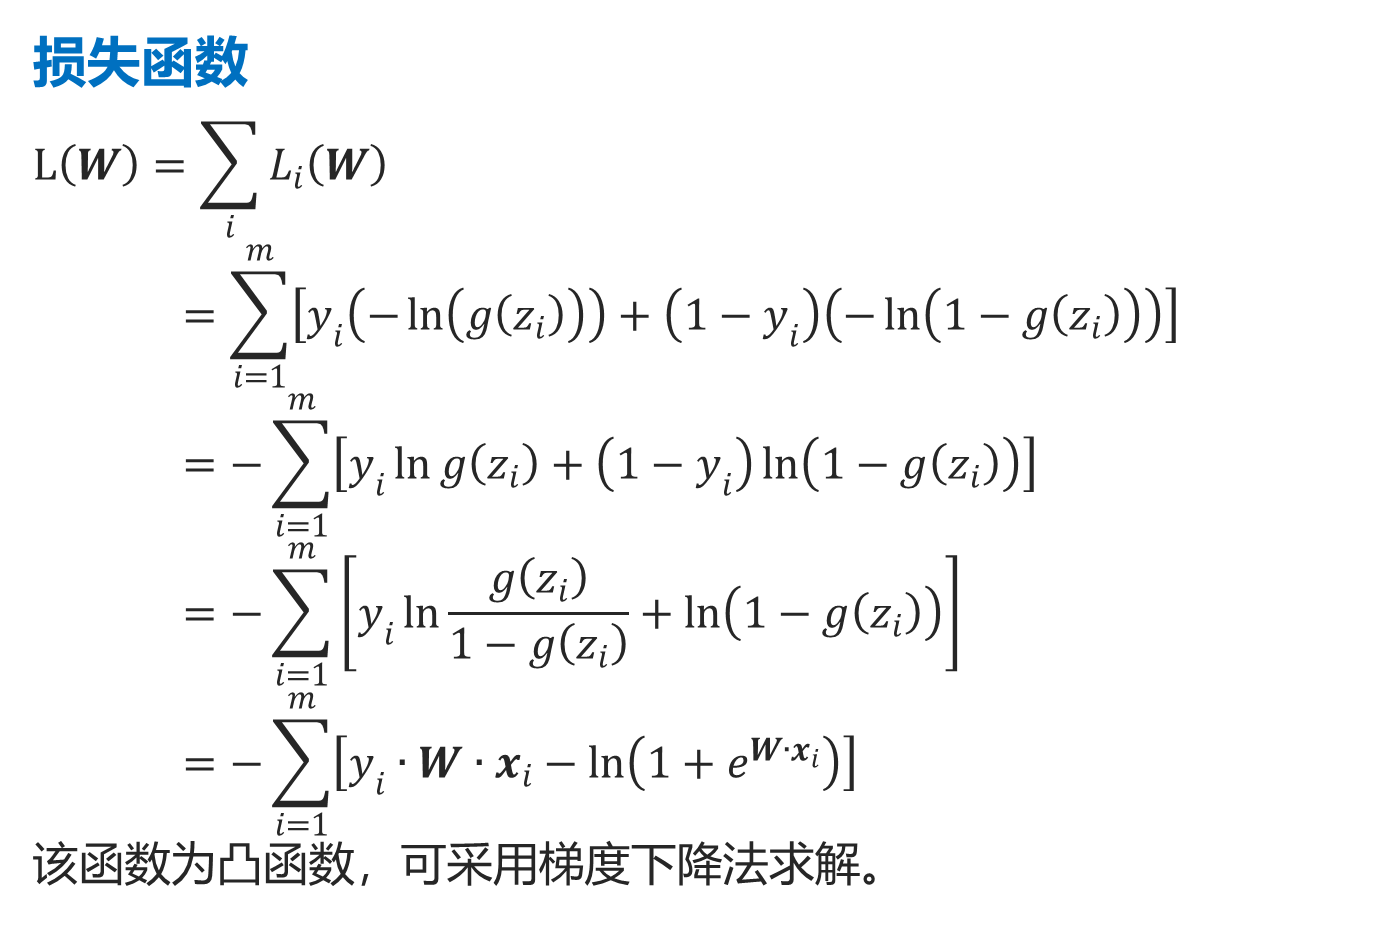 损失函数
L(W) = ∑_i L_i(W)
= ∑_{i=1}^{m} [y_i(−ln(g(z_i))) + (1 − y_i)(−ln(1 − g(z_i)))]
= − ∑_{i=1}^{m} [y_i ln g(z_i) + (1 − y_i) ln(1 − g(z_i))]
= − ∑_{i=1}^{m} [y_i ln \frac{g(z_i)}{1 − g(z_i)} + ln(1 − g(z_i))]
= − ∑_{i=1}^{m} [y_i · W · x_i − ln(1 + e^{W·x_i})]
该函数为凸函数，可采用梯度下降法求解。